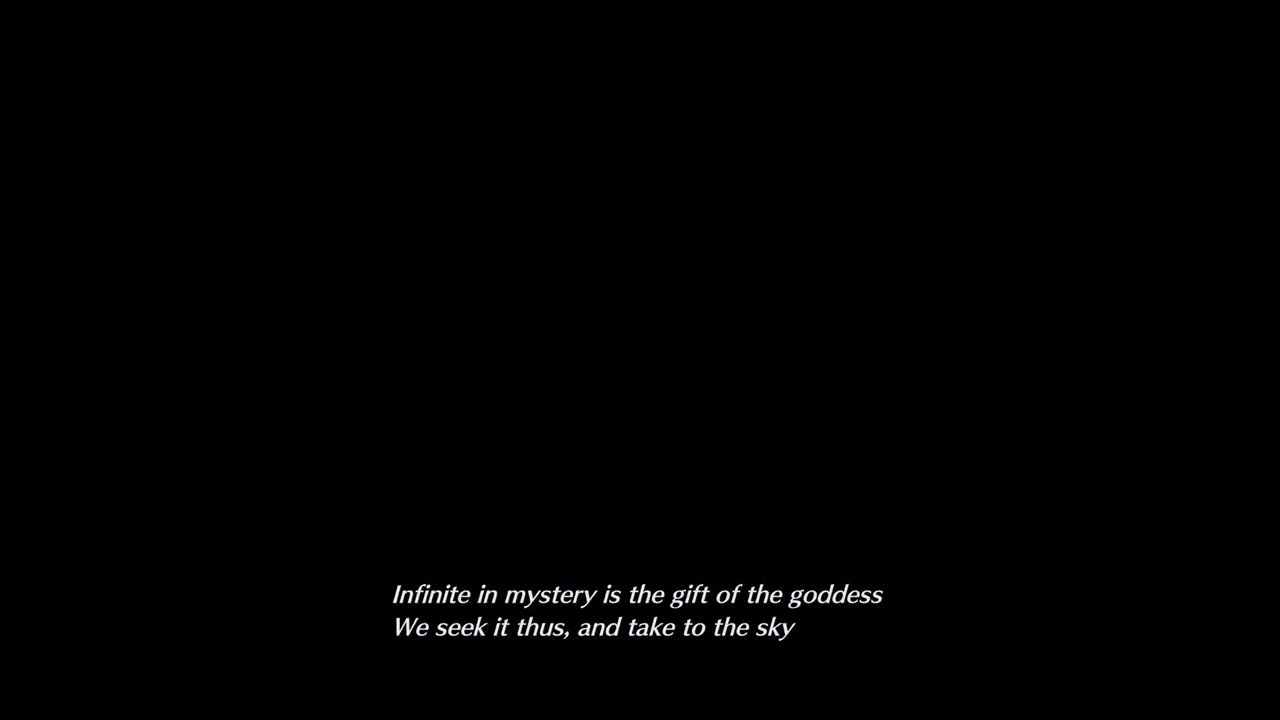 Infinite in mystery is the gift of the goddess
We seek it thus, and take to the sky